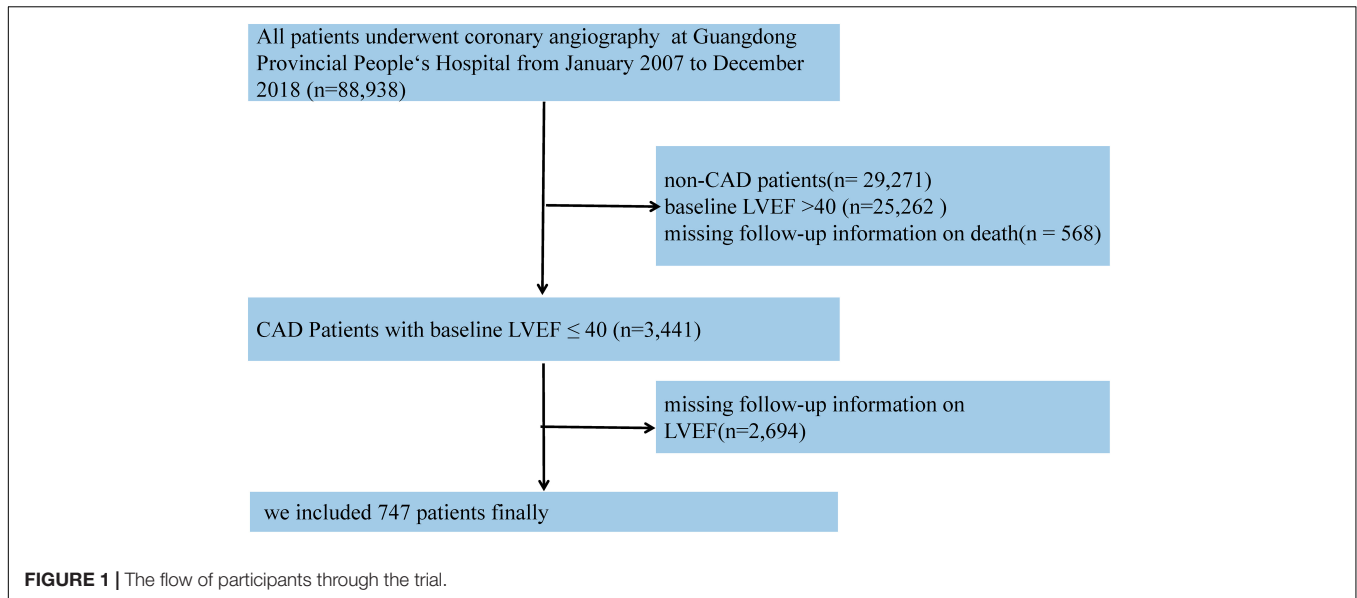 All patients underwent coronary angiography at Guangdong
Provincial People‘s Hospital from January 2007 to December
2018 (n=88,938)
non-CAD patients(n= 29,271)
baseline LVEF >40 (n=25,262 )
missing follow-up information on death(n = 568)
CAD Patients with baseline LVEF ≤ 40 (n=3,441)
missing follow-up information on
LVEF(n=2,694)
we included 747 patients finally
FIGURE 1 | The flow of participants through the trial.